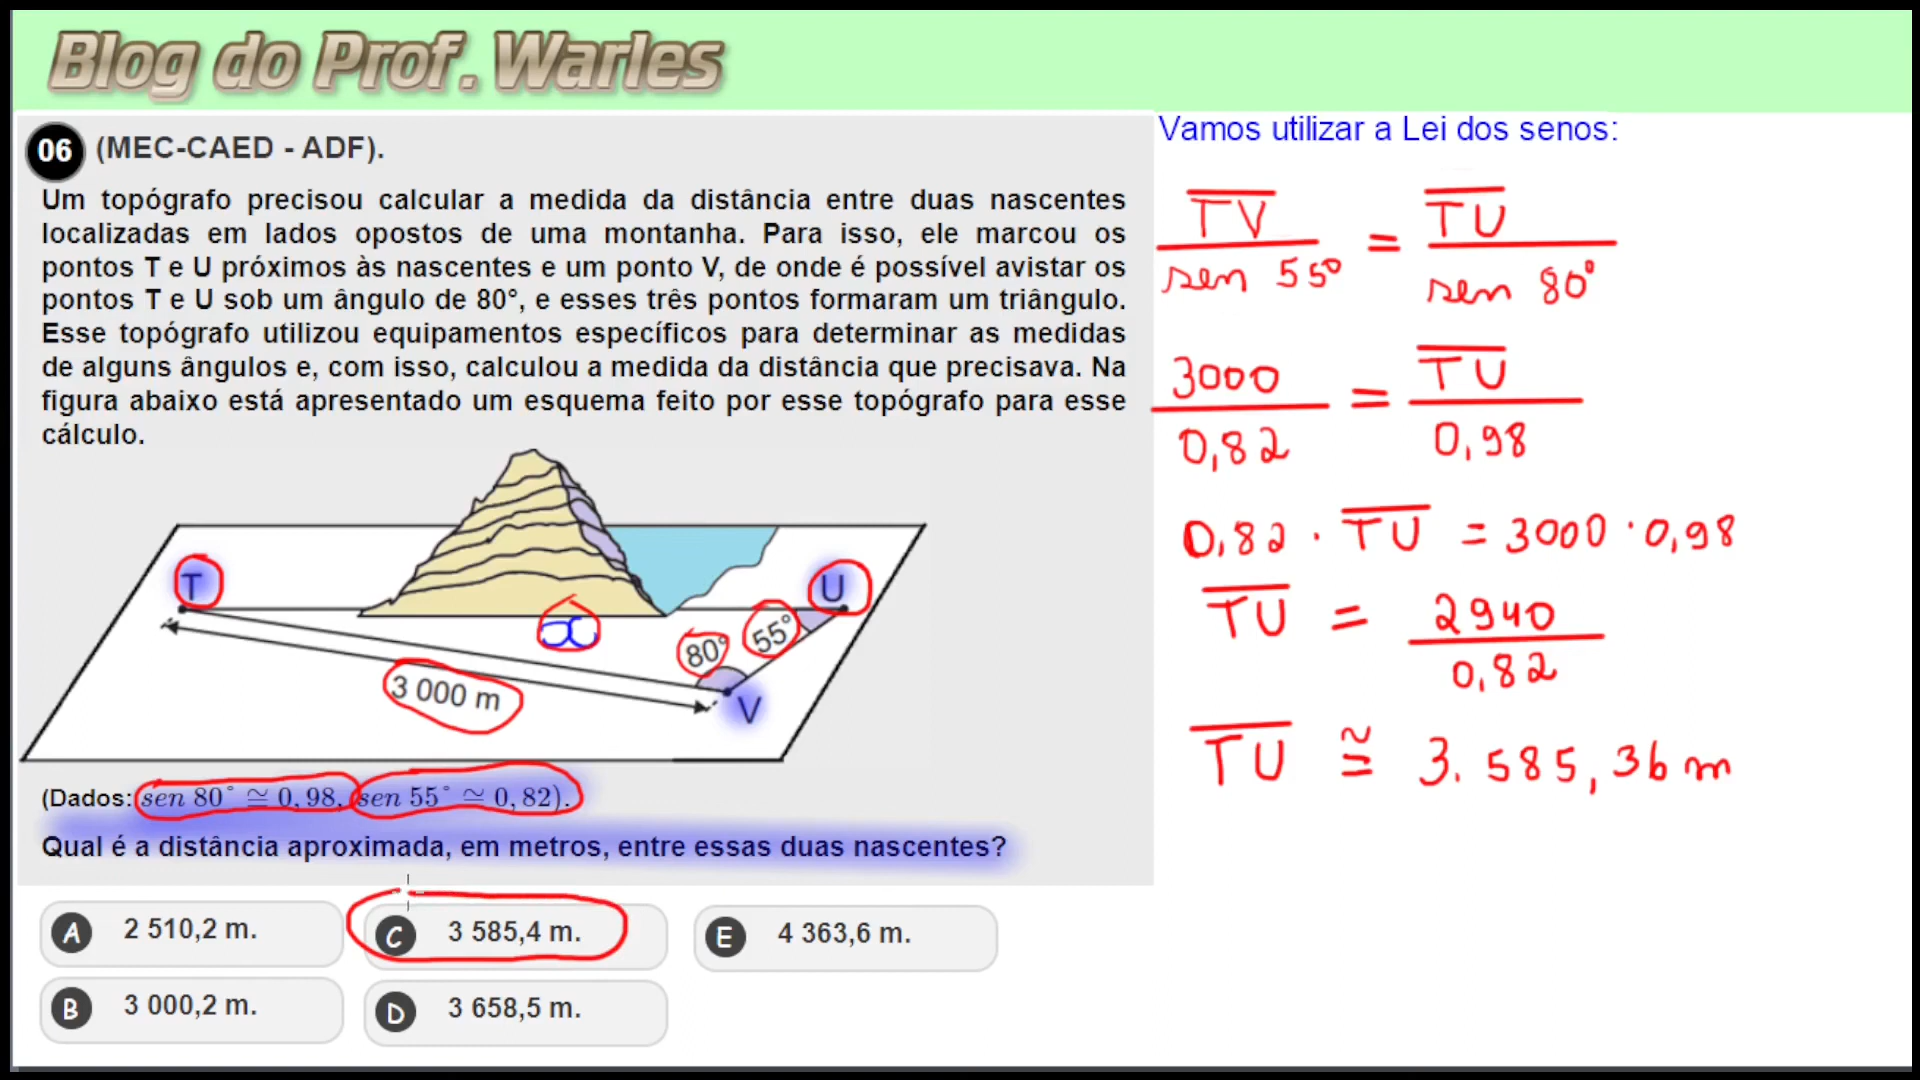 Blog do Prof. Warles
06 (MEC-CAED - ADF).
Um topógrafo precisou calcular a medida da distância entre duas nascentes
localizadas em lados opostos de uma montanha. Para isso, ele marcou os
pontos T e U próximos às nascentes e um ponto V, de onde é possível avistar os
pontos T e U sob um ângulo de 80°, e esses três pontos formaram um triângulo.
Esse topógrafo utilizou equipamentos específicos para determinar as medidas
de alguns ângulos e, com isso, calculou a medida da distância que precisava. Na
figura abaixo está apresentado um esquema feito por esse topógrafo para esse
cálculo.
T
U
x
80°
55°
3 000 m
V
(Dados: sen 80° ≅ 0,98, sen 55° ≅ 0,82).
Qual é a distância aproximada, em metros, entre essas duas nascentes?
A 2 510,2 m.
C 3 585,4 m.
E 4 363,6 m.
B 3 000,2 m.
D 3 658,5 m.
Vamos utilizar a Lei dos senos:
TV / sen 55° = TU / sen 80°
3000 / 0,82 = TU / 0,98
0,82 . TU = 3000 . 0,98
TU = 2940 / 0,82
TU ≅ 3.585,36 m